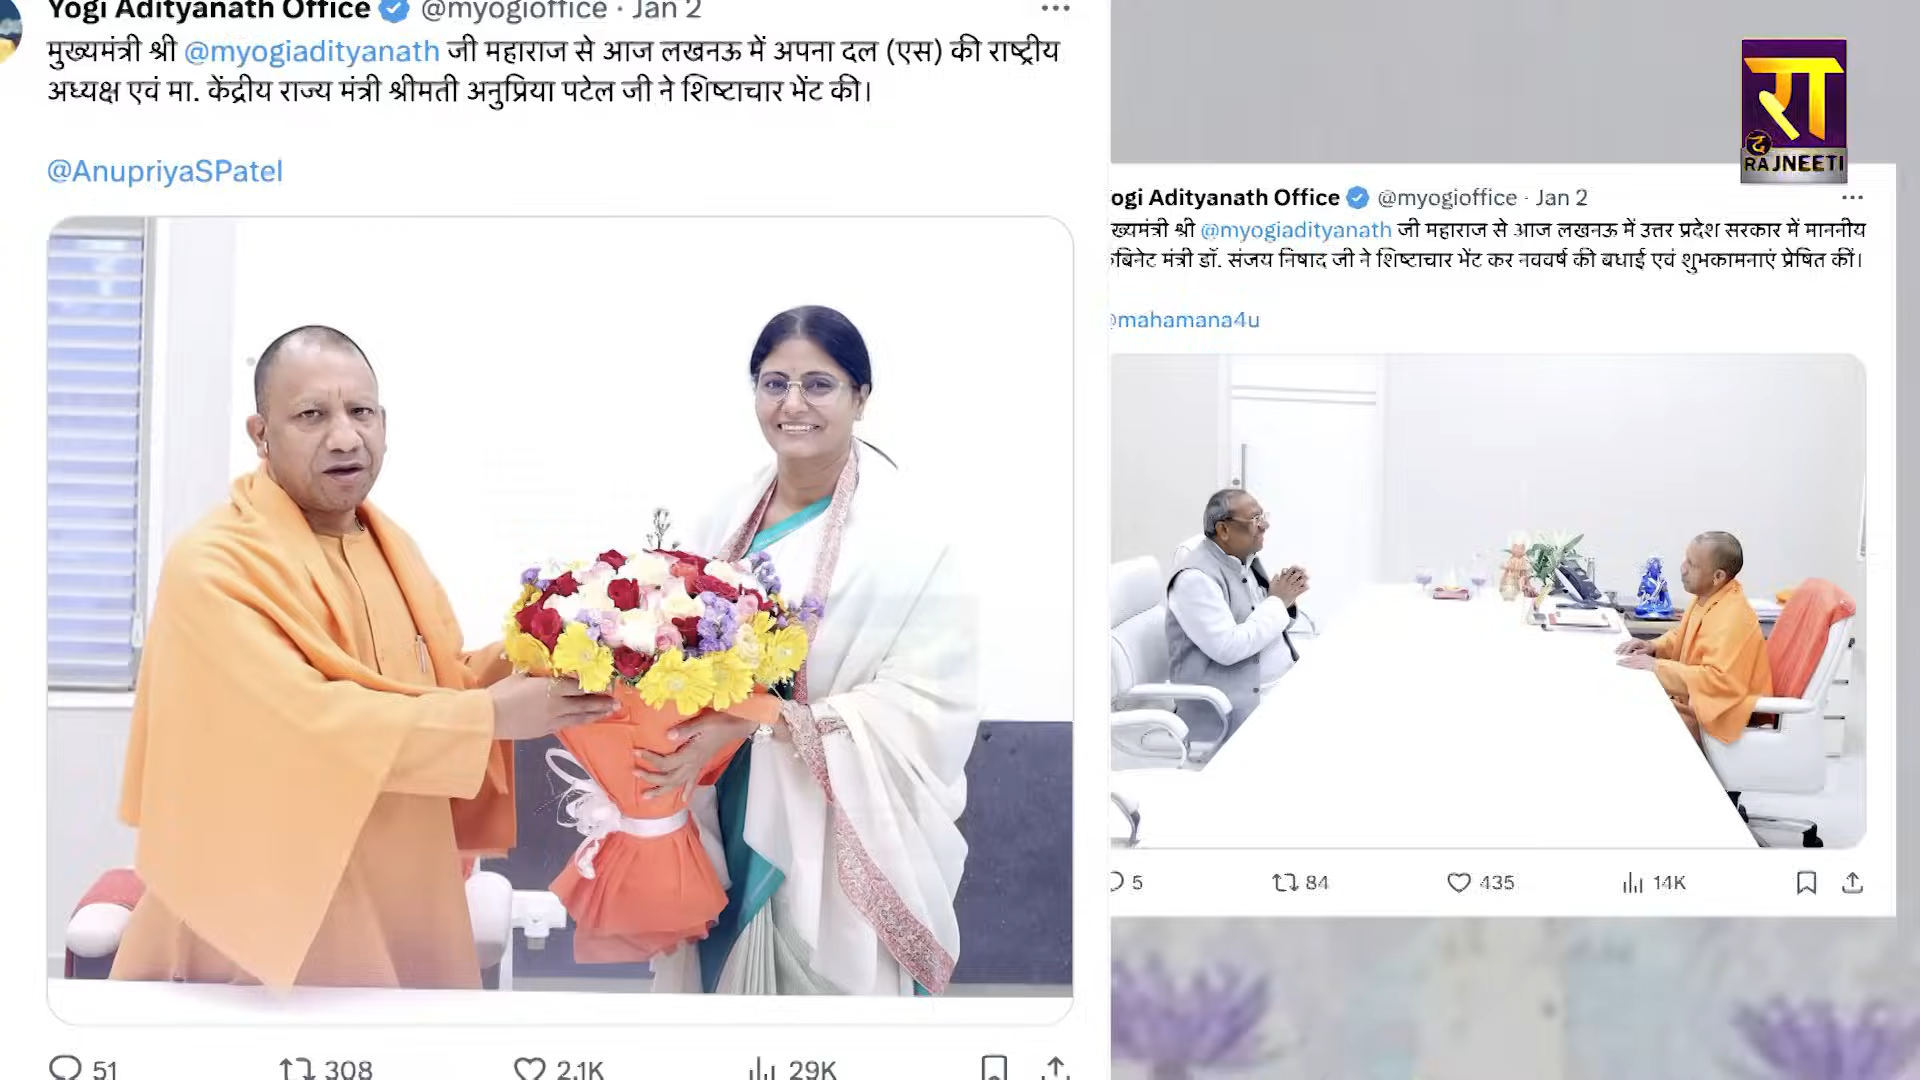 Yogi Adityanath Office @myogioffice · Jan 2
मुख्यमंत्री श्री @myogiadityanath जी महाराज से आज लखनऊ में अपना दल (एस) की राष्ट्रीय
अध्यक्ष एवं मा. केंद्रीय राज्य मंत्री श्रीमती अनुप्रिया पटेल जी ने शिष्टाचार भेंट की।
@AnupriyaSPatel
51 308 2.1K 29K
रा
द
RAJNEETI
ogi Adityanath Office @myogioffice · Jan 2
ख्यमंत्री श्री @myogiadityanath जी महाराज से आज लखनऊ में उत्तर प्रदेश सरकार में माननीय
बिनेट मंत्री डॉ. संजय निषाद जी ने शिष्टाचार भेंट कर नववर्ष की बधाई एवं शुभकामनाएं प्रेषित कीं।
@mahamana4u
5 84 435 14K